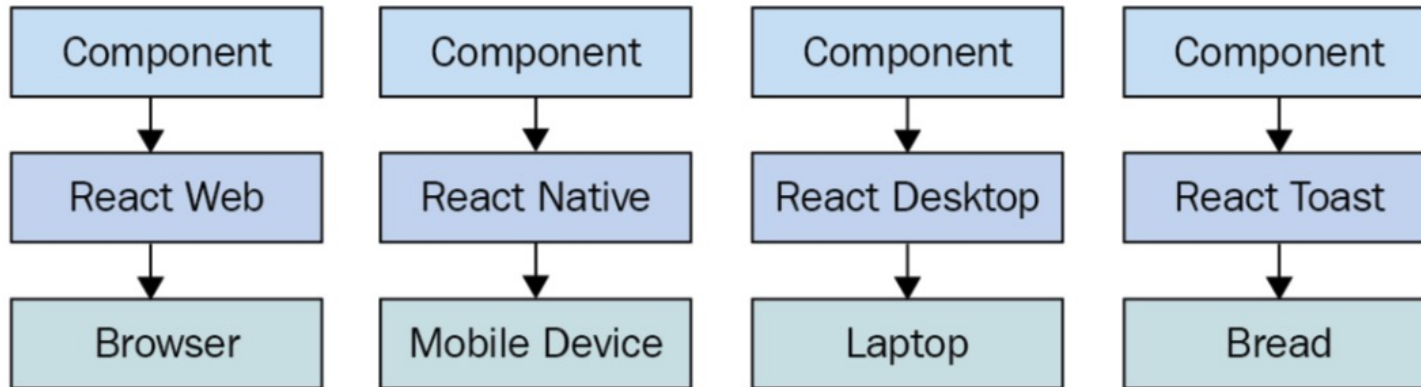 Component
Component
Component
Component
React Web
React Native
React Desktop
React Toast
Browser
Mobile Device
Laptop
Bread